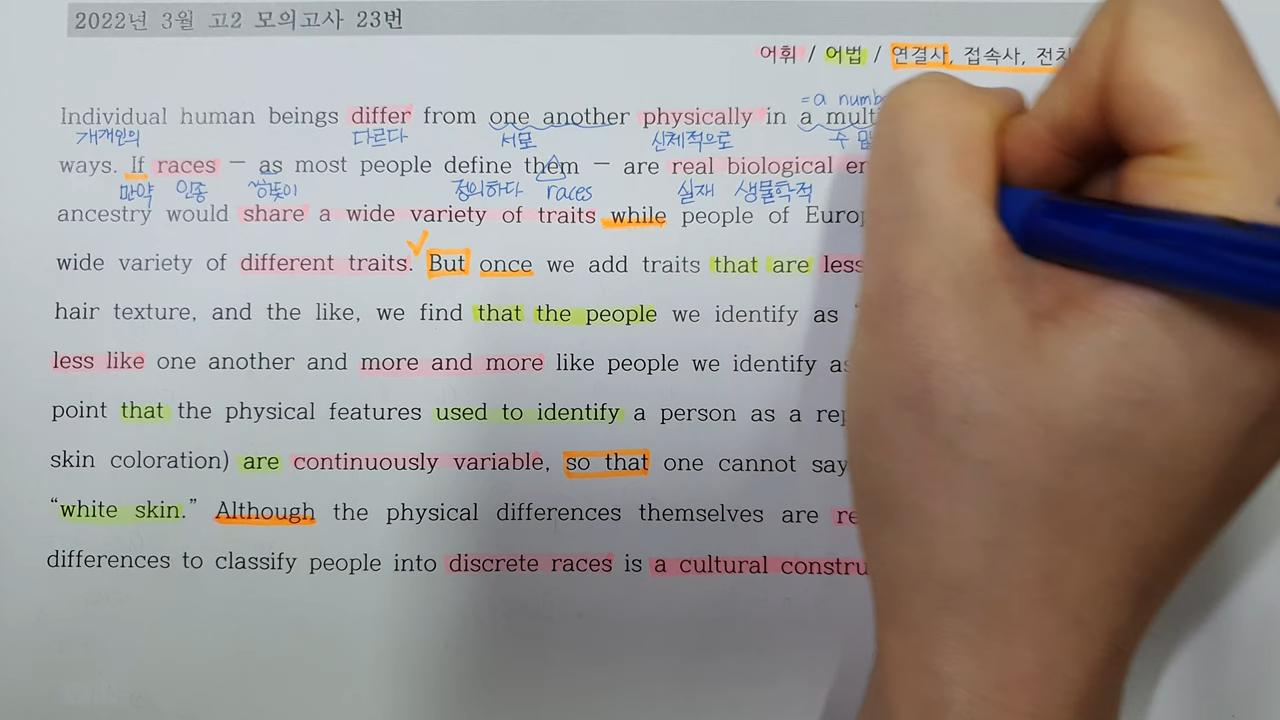 2022년 3월 고2 모의고사 23번
어휘 / 어법 / 연결사, 접속사, 전치
= a numb
Individual human beings differ from one another physically in a mult
개개인의 다르다 서로 신체적으로 수 많
ways. If races — as most people define them — are real biological en
만약 인종 ~하듯이 정의하다 races 실재 생물학적
ancestry would share a wide variety of traits while people of Europ
wide variety of different traits. But once we add traits that are less
hair texture, and the like, we find that the people we identify as “
less like one another and more and more like people we identify as
point that the physical features used to identify a person as a rep
skin coloration) are continuously variable, so that one cannot say
“white skin.” Although the physical differences themselves are re
differences to classify people into discrete races is a cultural constru